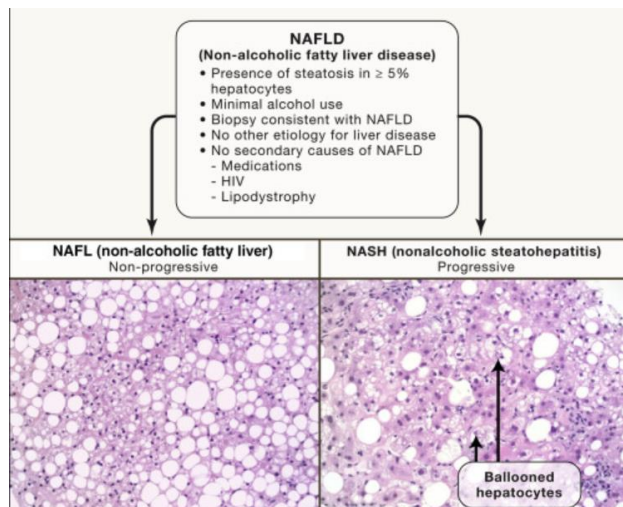 NAFLD
(Non-alcoholic fatty liver disease)
• Presence of steatosis in ≥ 5%
hepatocytes
• Minimal alcohol use
• Biopsy consistent with NAFLD
• No other etiology for liver disease
• No secondary causes of NAFLD
- Medications
- HIV
- Lipodystrophy
NAFL (non-alcoholic fatty liver)
Non-progressive
NASH (nonalcoholic steatohepatitis)
Progressive
Ballooned
hepatocytes